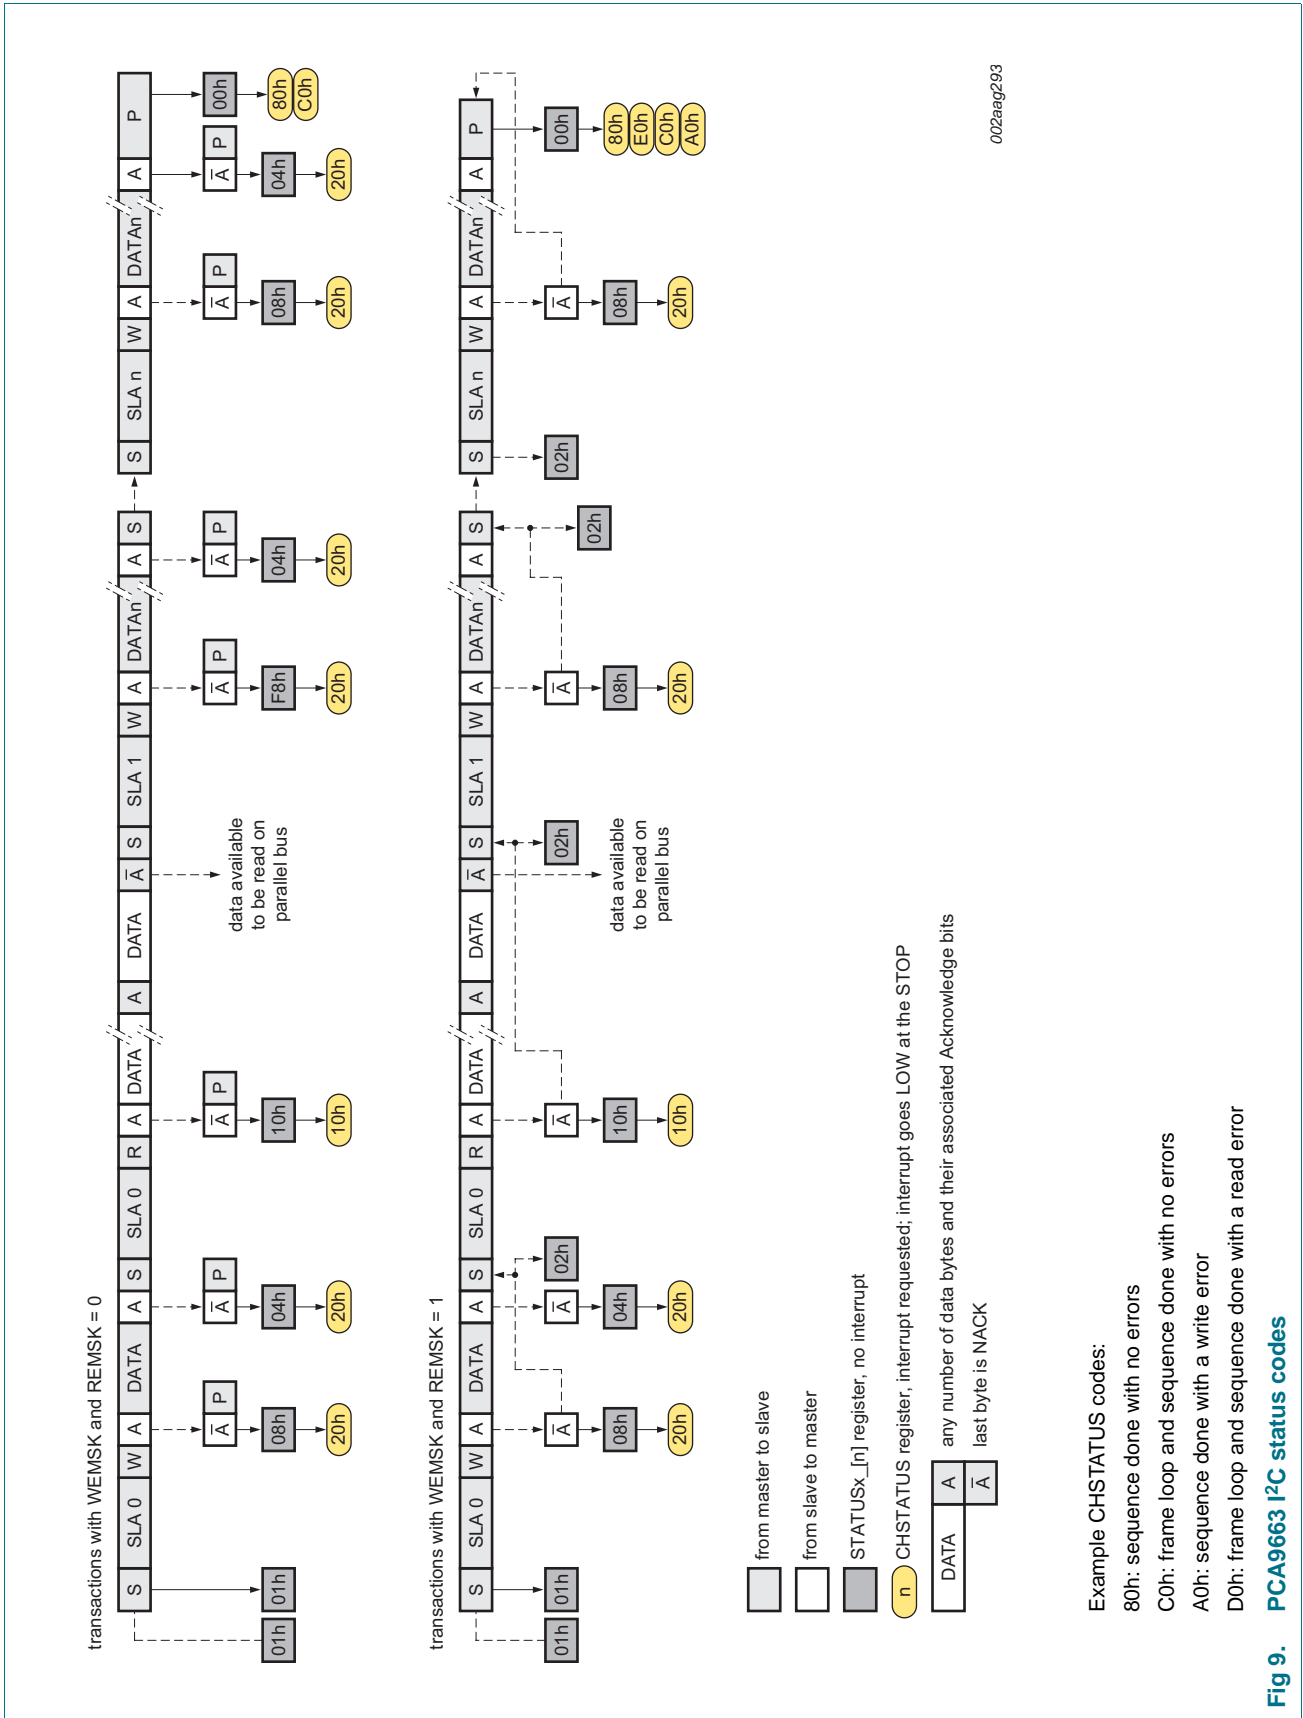 transactions with WEMSK and REMSK = 0
S SLA 0 W A DATA A S SLA 0 R A DATA A DATA A S SLA 1 W A DATAn A S S SLA n W A DATAn A P
A P A P A P A P A P A P A P
01h 01h 08h 04h 10h F8h 04h 08h 04h 00h
20h 20h 10h 20h 20h 20h 20h 80h
C0h
data available
to be read on
parallel bus
transactions with WEMSK and REMSK = 1
S SLA 0 W A DATA A S SLA 0 R A DATA A DATA A S SLA 1 W A DATAn A S S SLA n W A DATAn A P
A A A A A
01h 01h 08h 04h 02h 10h 02h 08h 02h 02h 08h 00h
20h 20h 10h 20h 20h 80h
E0h
C0h
A0h
data available
to be read on
parallel bus
from master to slave
from slave to master
STATUSx_[n] register, no interrupt
n CHSTATUS register, interrupt requested; interrupt goes LOW at the STOP
DATA A any number of data bytes and their associated Acknowledge bits
A last byte is NACK
002aag293
Example CHSTATUS codes:
80h: sequence done with no errors
C0h: frame loop and sequence done with no errors
A0h: sequence done with a write error
D0h: frame loop and sequence done with a read error
Fig 9. PCA9663 I²C status codes